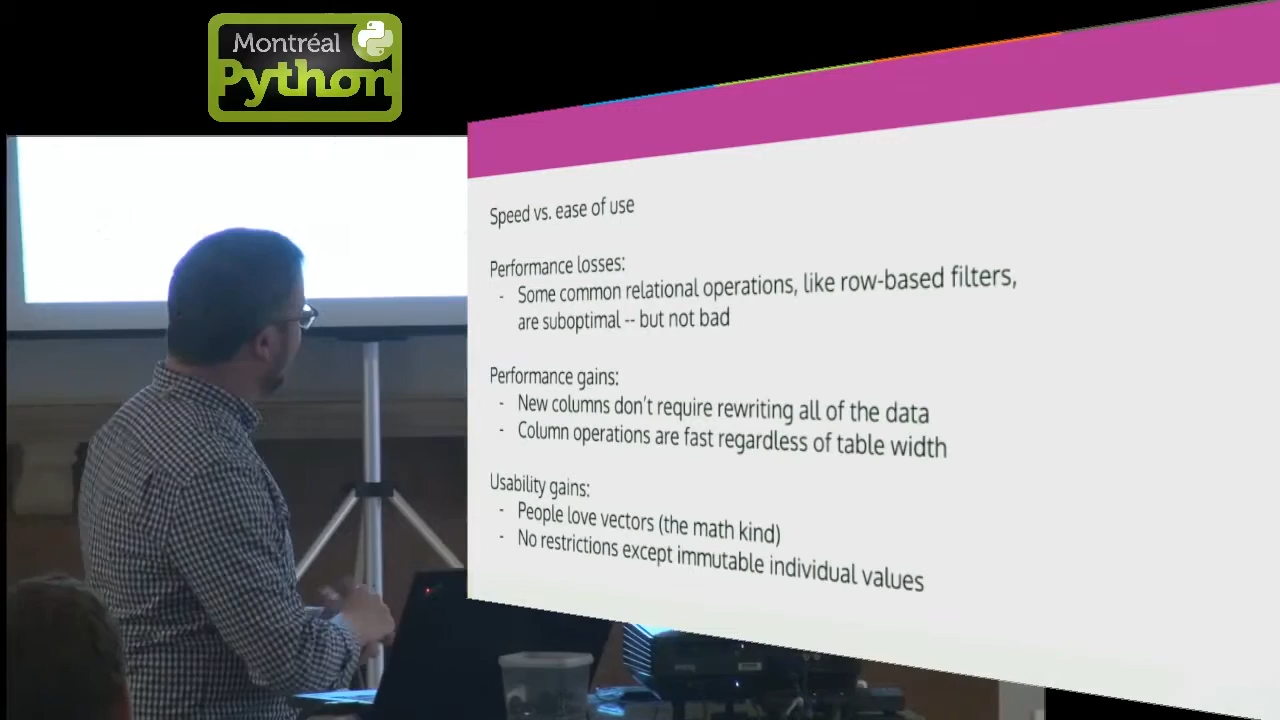 Montréal
Python
Speed vs. ease of use
Performance losses:
- Some common relational operations, like row-based filters,
are suboptimal -- but not bad
Performance gains:
- New columns don't require rewriting all of the data
- Column operations are fast regardless of table width
Usability gains:
- People love vectors (the math kind)
- No restrictions except immutable individual values